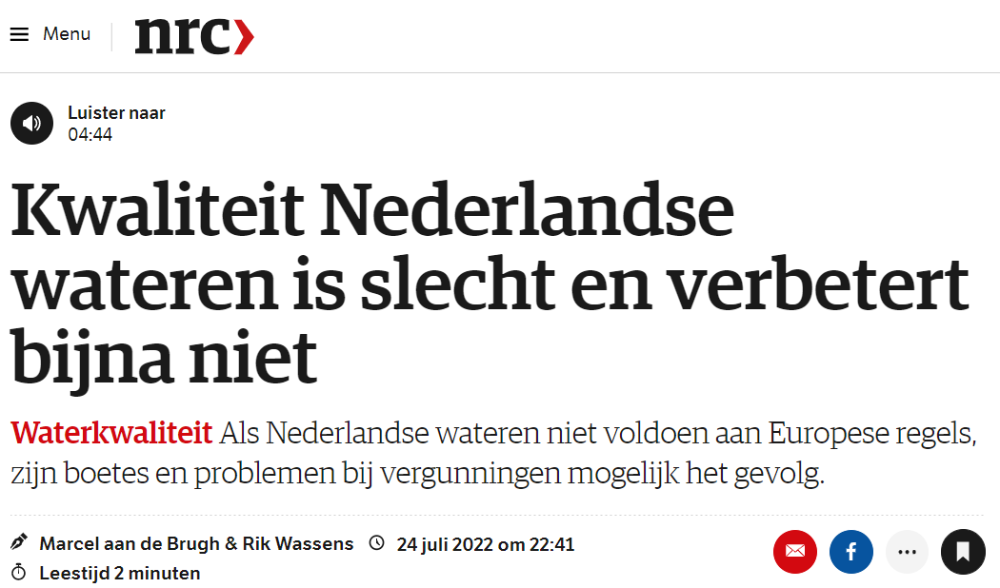 Menu
nrc
Luister naar
04:44
Kwaliteit Nederlandse
wateren is slecht en verbetert
bijna niet
Waterkwaliteit Als Nederlandse wateren niet voldoen aan Europese regels,
zijn boetes en problemen bij vergunningen mogelijk het gevolg.
Marcel aan de Brugh & Rik Wassens 24 juli 2022 om 22:41
Leestijd 2 minuten